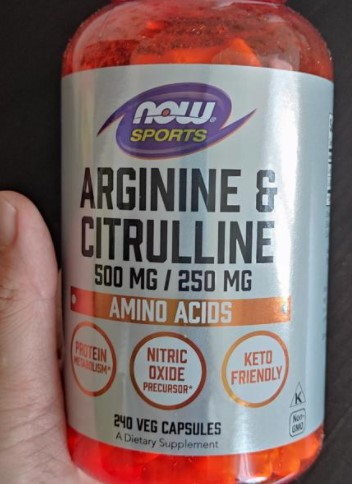 now
SPORTS
ARGININE &
CITRULLINE
500 MG / 250 MG
AMINO ACIDS
PROTEIN
METABOLISM*
NITRIC
OXIDE
PRECURSOR*
KETO
FRIENDLY
K
Non-
GMO
240 VEG CAPSULES
A Dietary Supplement